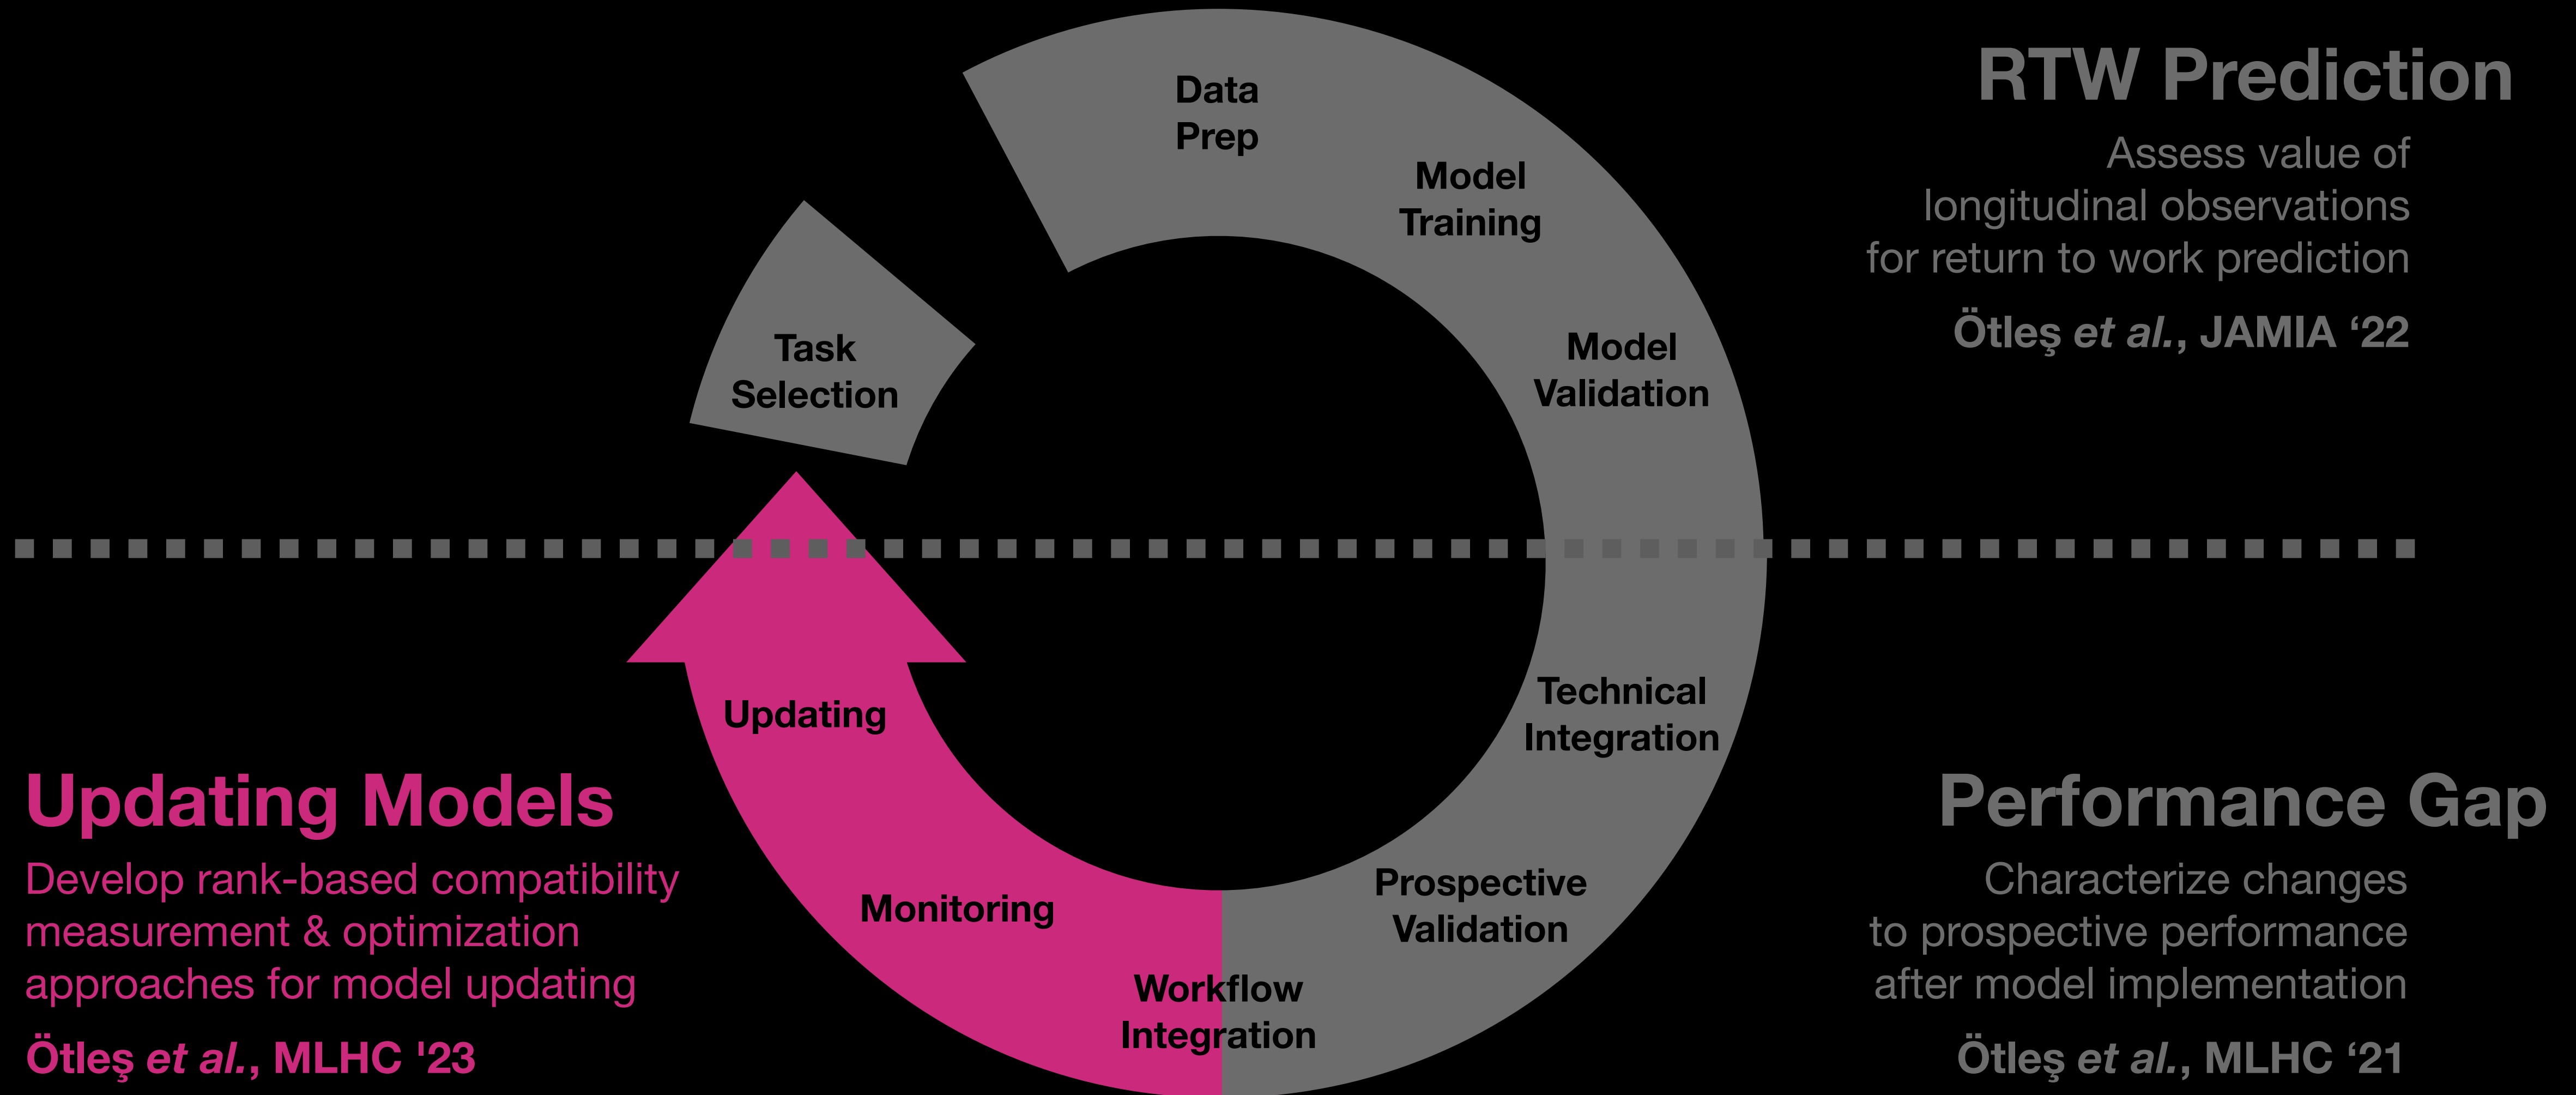 Data
Prep
Model
Training
Model
Validation
Task
Selection
Technical
Integration
Prospective
Validation
Workflow
Integration
Monitoring
Updating
RTW Prediction
Assess value of
longitudinal observations
for return to work prediction
Ötleş et al., JAMIA ‘22
Updating Models
Develop rank-based compatibility
measurement & optimization
approaches for model updating
Ötleş et al., MLHC '23
Performance Gap
Characterize changes
to prospective performance
after model implementation
Ötleş et al., MLHC ‘21